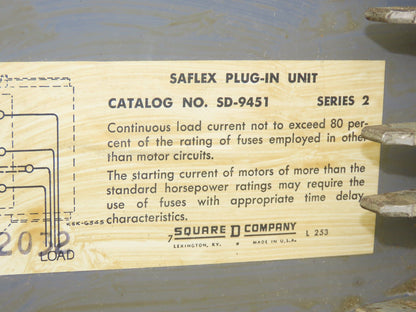 SAFLEX PLUG-IN UNIT
CATALOG NO. SD-9451 SERIES 2
Continuous load current not to exceed 80 per-
cent of the rating of fuses employed in other
than motor circuits.
The starting current of motors of more than the
standard horsepower ratings may require the
use of fuses with appropriate time delay
characteristics.
7 SQUARE D COMPANY L 253
LEXINGTON, KY. MADE IN U.S.A.
LOAD